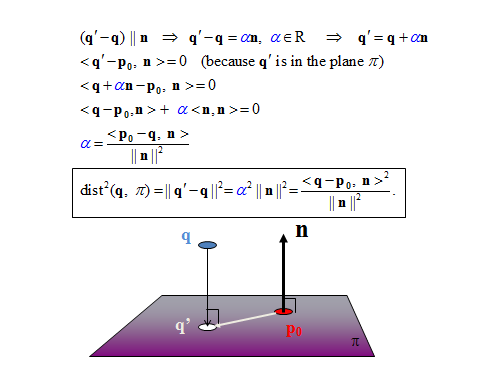 (q′−q) ∥ n ⇒ q′−q = αn, α∈R ⇒ q′ = q + αn
<q′−p₀, n>=0 (because q′ is in the plane π)
<q+αn−p₀, n>=0
<q−p₀,n> + α<n,n>=0
α = <p₀−q, n> / ||n||²
dist²(q, π) =||q′−q||²= α²||n||²= <q−p₀, n>² / ||n||² .
q
n
q'
p₀
π